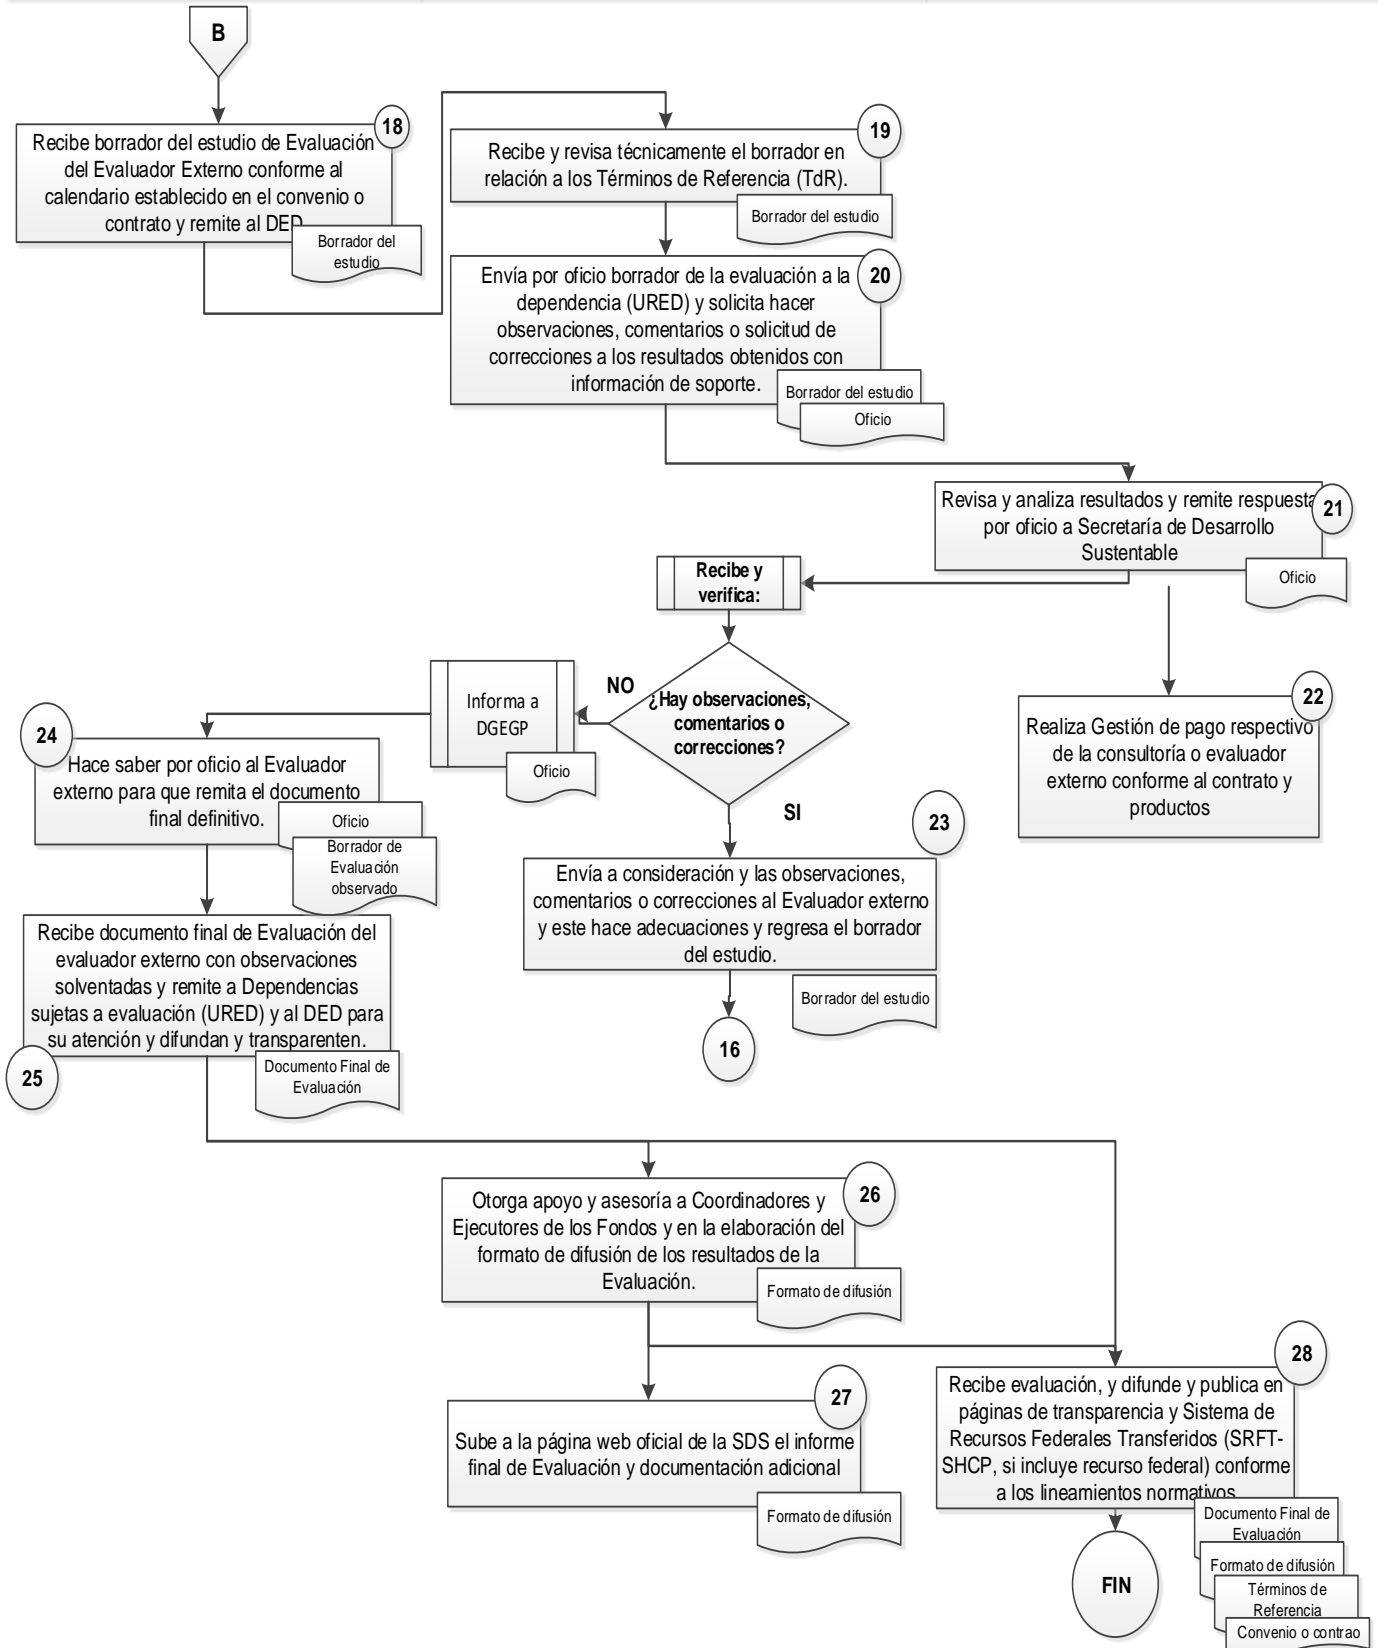 B
18
Recibe borrador del estudio de Evaluación
del Evaluador Externo conforme al
calendario establecido en el convenio o
contrato y remite al DED
Borrador del
estudio
19
Recibe y revisa técnicamente el borrador en
relación a los Términos de Referencia (TdR).
Borrador del estudio
20
Envía por oficio borrador de la evaluación a la
dependencia (URED) y solicita hacer
observaciones, comentarios o solicitud de
correcciones a los resultados obtenidos con
información de soporte.
Borrador del estudio
Oficio
21
Revisa y analiza resultados y remite respuesta
por oficio a Secretaría de Desarrollo
Sustentable
Oficio
Recibe y
verifica:
¿Hay observaciones,
comentarios o
correcciones?
NO
Informa a
DGEGP
Oficio
SI
22
Realiza Gestión de pago respectivo
de la consultoría o evaluador
externo conforme al contrato y
productos
23
Envía a consideración y las observaciones,
comentarios o correcciones al Evaluador externo
y este hace adecuaciones y regresa el borrador
del estudio.
Borrador del estudio
16
24
Hace saber por oficio al Evaluador
externo para que remita el documento
final definitivo.
Oficio
Borrador de
Evaluación
observado
Recibe documento final de Evaluación del
evaluador externo con observaciones
solventadas y remite a Dependencias
sujetas a evaluación (URED) y al DED para
su atención y difundan y transparenten.
25
Documento Final de
Evaluación
26
Otorga apoyo y asesoría a Coordinadores y
Ejecutores de los Fondos y en la elaboración del
formato de difusión de los resultados de la
Evaluación.
Formato de difusión
27
Sube a la página web oficial de la SDS el informe
final de Evaluación y documentación adicional
Formato de difusión
28
Recibe evaluación, y difunde y publica en
páginas de transparencia y Sistema de
Recursos Federales Transferidos (SRFT-
SHCP, si incluye recurso federal) conforme
a los lineamientos normativos
Documento Final de
Evaluación
Formato de difusión
Términos de
Referencia
Convenio o contrao
FIN